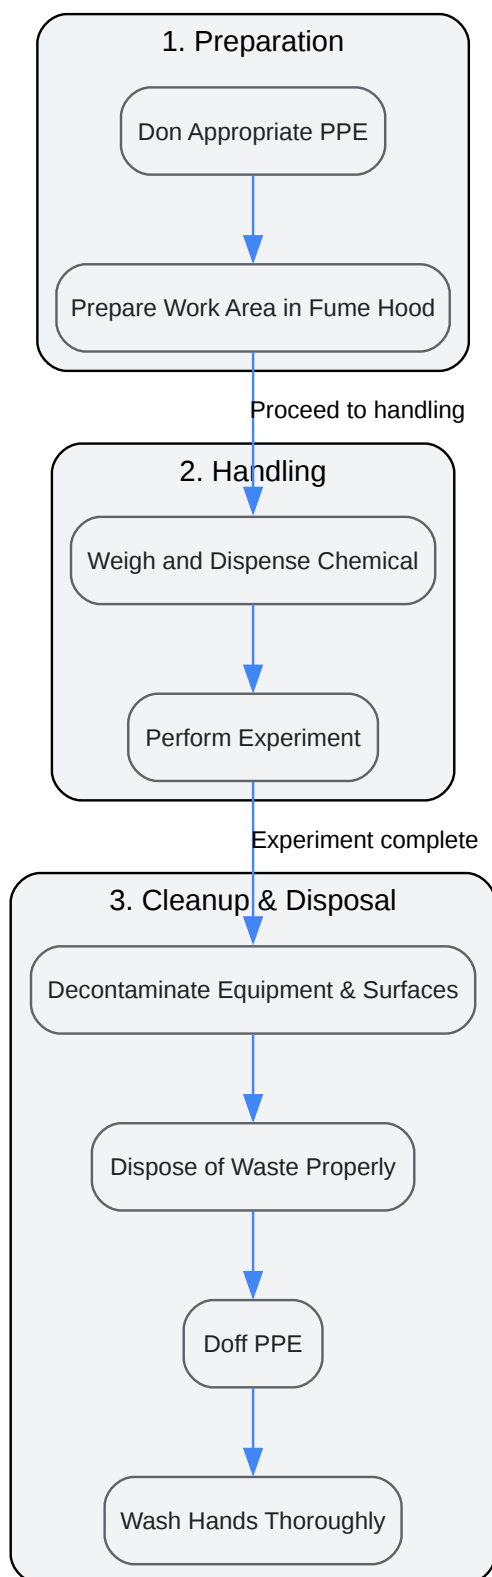 1. Preparation
Don Appropriate PPE
Prepare Work Area in Fume Hood
Proceed to handling
2. Handling
Weigh and Dispense Chemical
Perform Experiment
Experiment complete
3. Cleanup & Disposal
Decontaminate Equipment & Surfaces
Dispose of Waste Properly
Doff PPE
Wash Hands Thoroughly